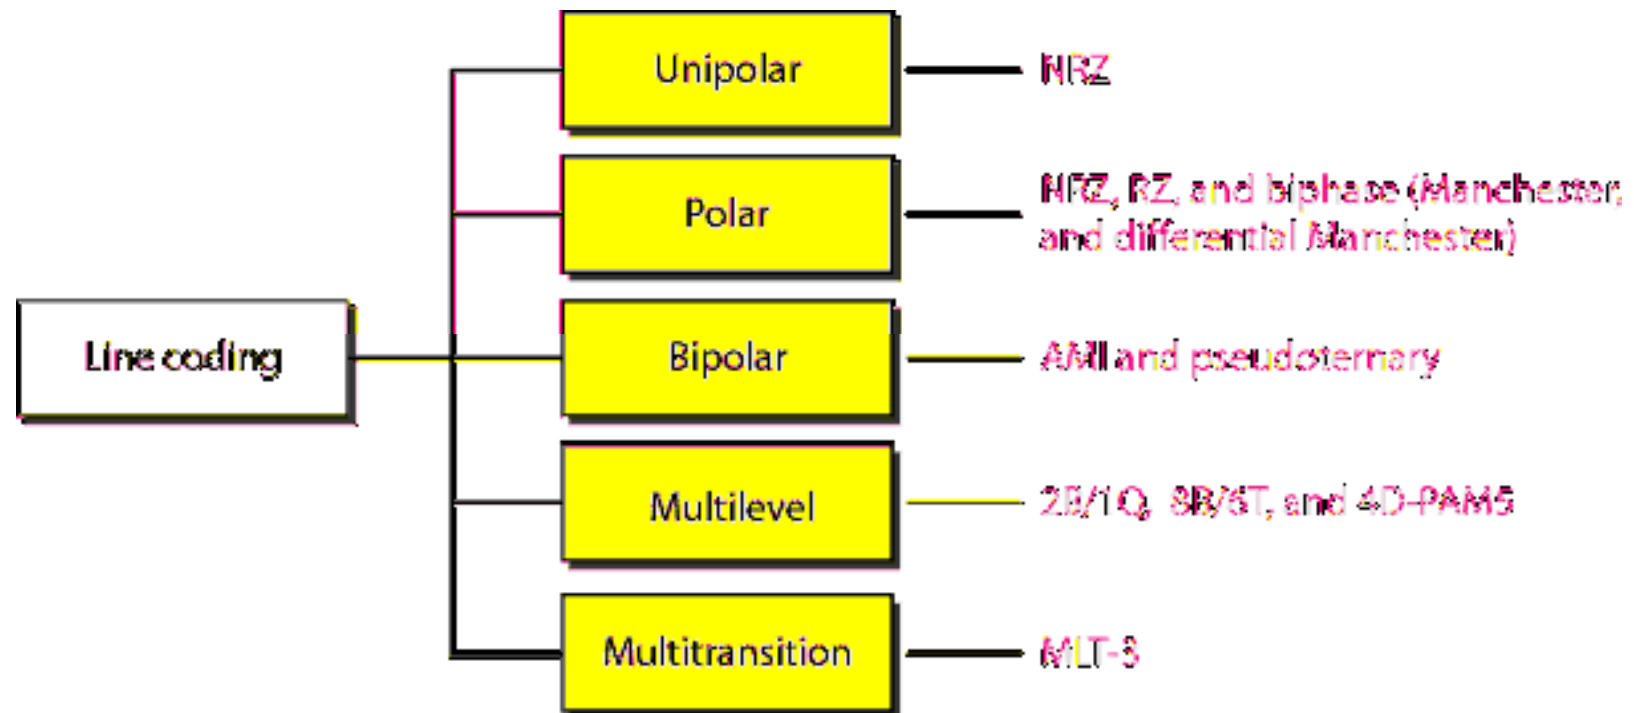 Unipolar
NRZ
Polar
NRZ, RZ, and biphase (Manchester,
and differential Manchester)
Line coding
Bipolar
AMI and pseudoternary
Multilevel
2B/1Q, 8B/6T, and 4D-PAM5
Multitransition
MLT-3